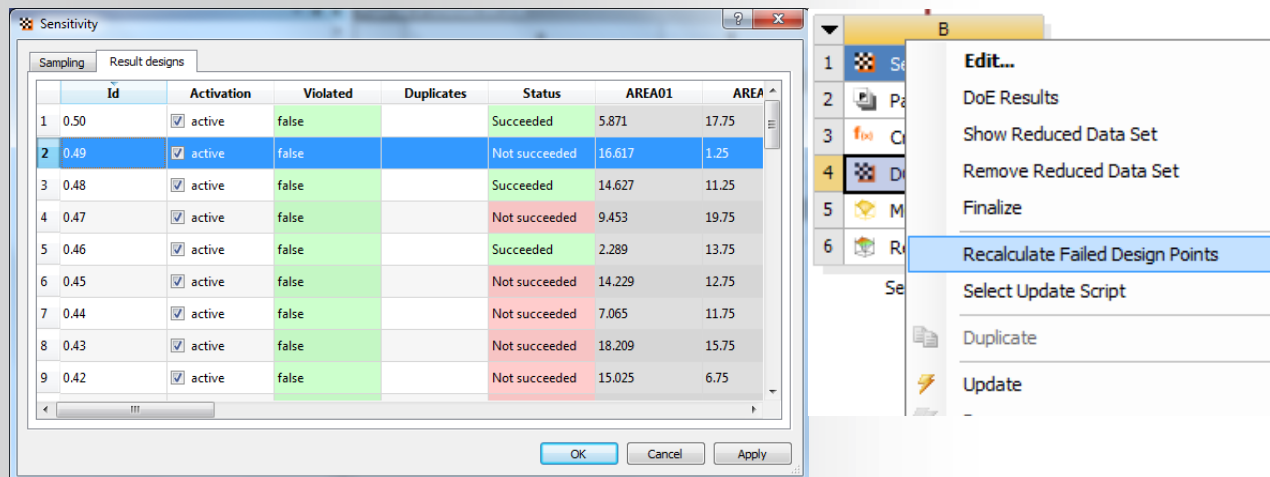 Sensitivity
Sampling Result designs
Id Activation Violated Duplicates Status AREA01 AREA
1 0.50 active false Succeeded 5.871 17.75
2 0.49 active false Not succeeded 16.617 1.25
3 0.48 active false Succeeded 14.627 11.25
4 0.47 active false Not succeeded 9.453 19.75
5 0.46 active false Succeeded 2.289 13.75
6 0.45 active false Not succeeded 14.229 12.75
7 0.44 active false Not succeeded 7.065 11.75
8 0.43 active false Not succeeded 18.209 15.75
9 0.42 active false Not succeeded 15.025 6.75
OK Cancel Apply
B
1 Se
2 Pa
3 f(x) Cr
4 D
5 M
6 Re
Se
Edit...
DoE Results
Show Reduced Data Set
Remove Reduced Data Set
Finalize
Recalculate Failed Design Points
Select Update Script
Duplicate
Update